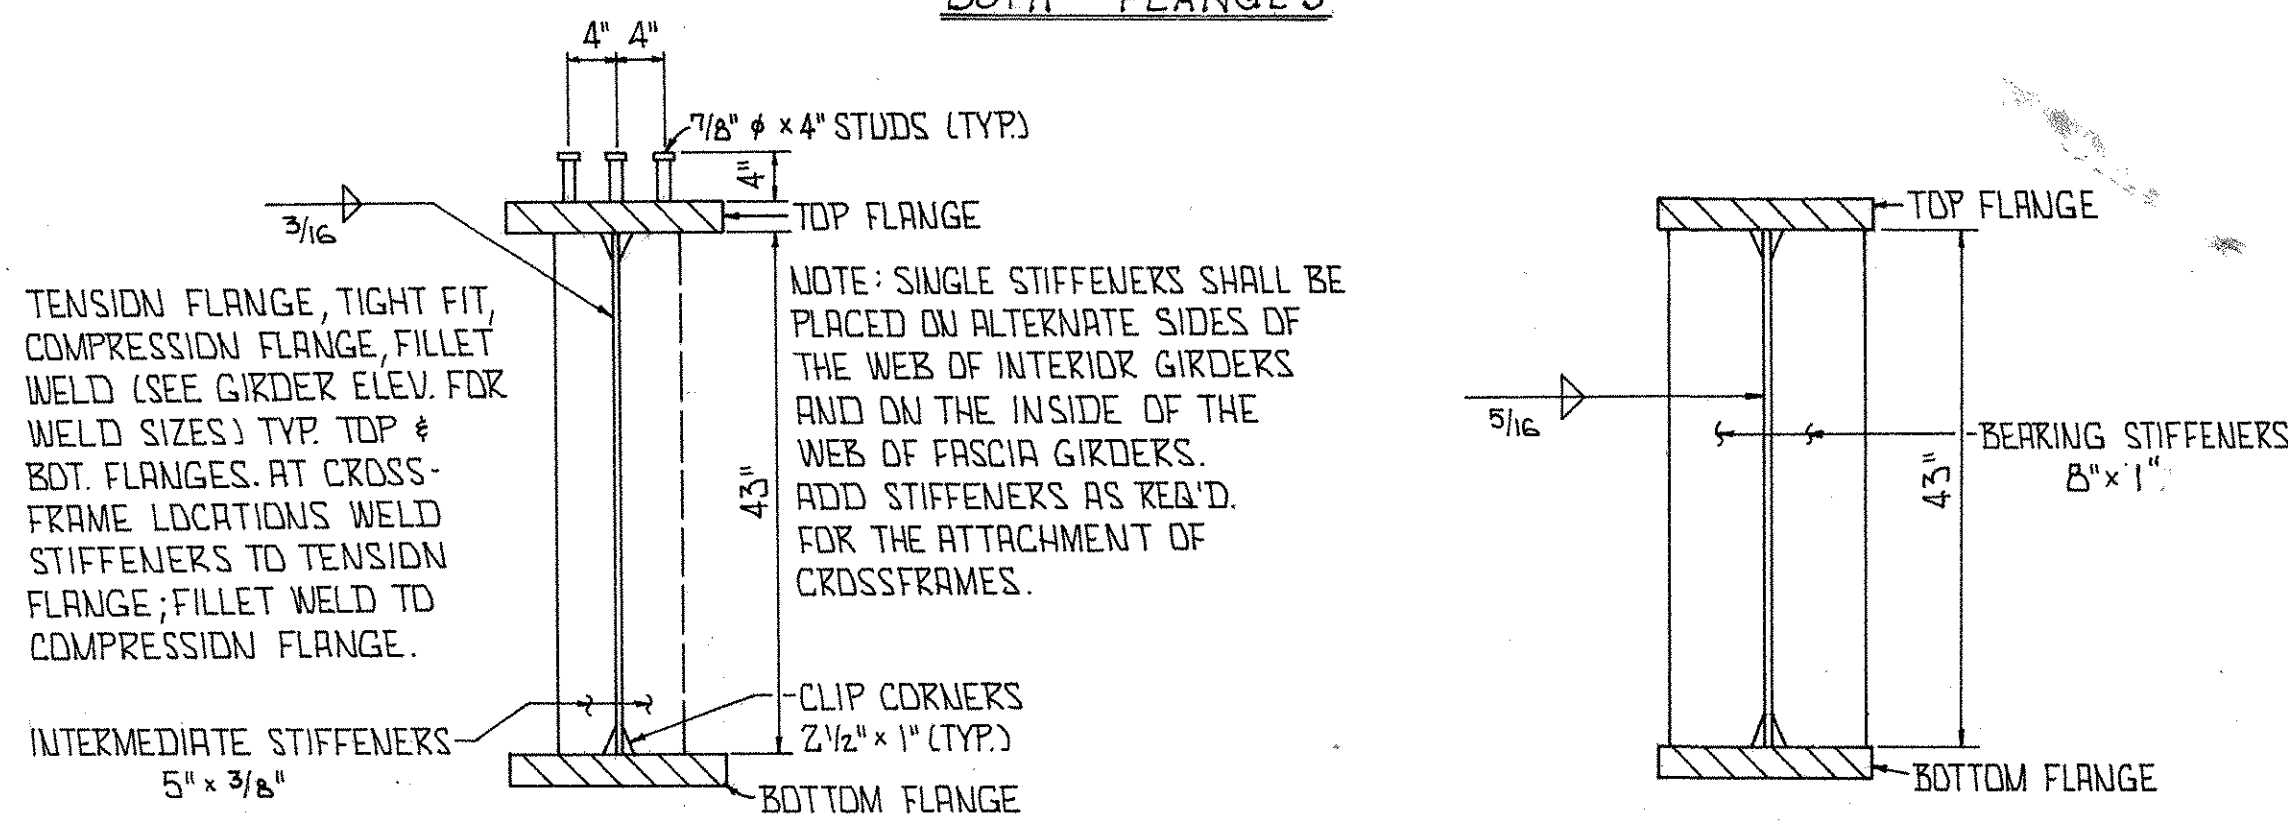 BOTH FLANGES
4" 4"
7/8" ϕ x 4" STUDS (TYP.)
4"
3/16
TOP FLANGE
TENSION FLANGE, TIGHT FIT,
COMPRESSION FLANGE, FILLET
WELD (SEE GIRDER ELEV. FOR
WELD SIZES) TYP. TOP &
BOT. FLANGES. AT CROSS-
FRAME LOCATIONS WELD
STIFFENERS TO TENSION
FLANGE; FILLET WELD TO
COMPRESSION FLANGE.
NOTE: SINGLE STIFFENERS SHALL BE
PLACED ON ALTERNATE SIDES OF
THE WEB OF INTERIOR GIRDERS
AND ON THE INSIDE OF THE
WEB OF FASCIA GIRDERS.
ADD STIFFENERS AS REQ'D.
FOR THE ATTACHMENT OF
CROSSFRAMES.
43"
CLIP CORNERS
2 1/2" x 1" (TYP.)
INTERMEDIATE STIFFENERS
5" x 3/8"
BOTTOM FLANGE
TOP FLANGE
5/16
BEARING STIFFENERS
8" x 1"
43"
BOTTOM FLANGE